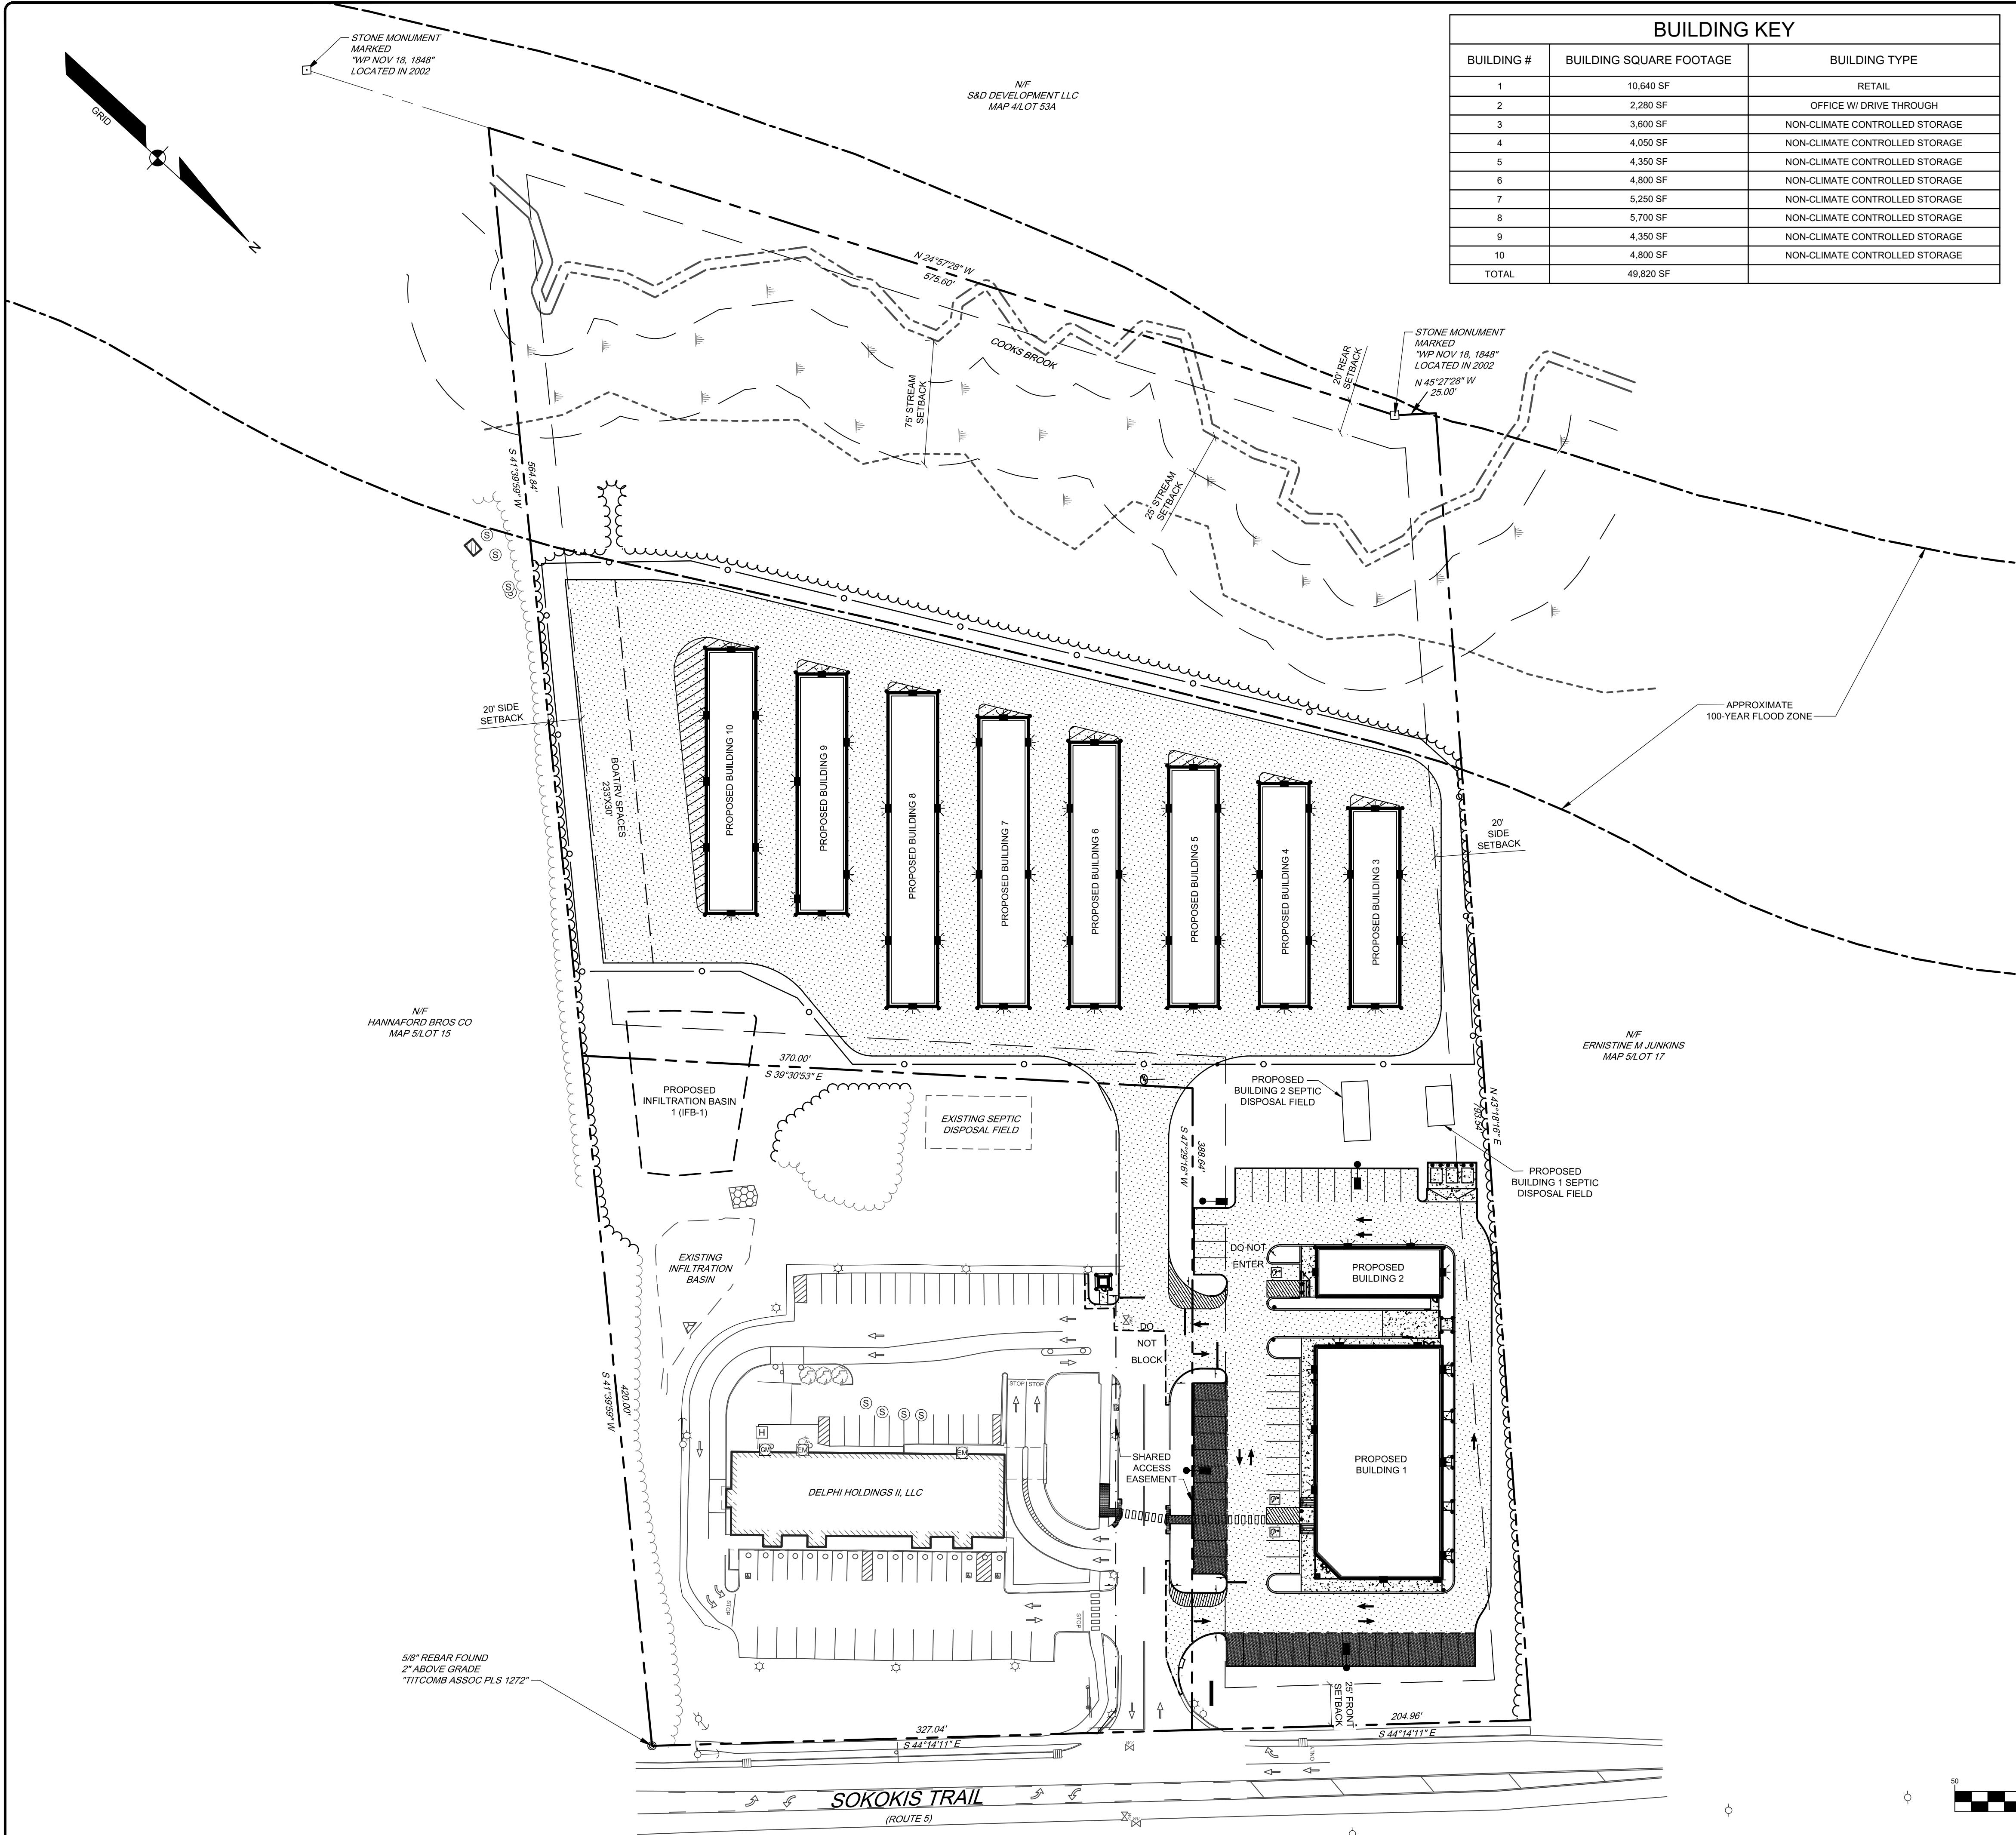 STONE MONUMENT
MARKED
"WP NOV 18, 1848"
LOCATED IN 2002
GRID
N
N/F
S&D DEVELOPMENT LLC
MAP 4/LOT 53A
BUILDING KEY
BUILDING # BUILDING SQUARE FOOTAGE BUILDING TYPE
1 10,640 SF RETAIL
2 2,280 SF OFFICE W/ DRIVE THROUGH
3 3,600 SF NON-CLIMATE CONTROLLED STORAGE
4 4,050 SF NON-CLIMATE CONTROLLED STORAGE
5 4,350 SF NON-CLIMATE CONTROLLED STORAGE
6 4,800 SF NON-CLIMATE CONTROLLED STORAGE
7 5,250 SF NON-CLIMATE CONTROLLED STORAGE
8 5,700 SF NON-CLIMATE CONTROLLED STORAGE
9 4,350 SF NON-CLIMATE CONTROLLED STORAGE
10 4,800 SF NON-CLIMATE CONTROLLED STORAGE
TOTAL 49,820 SF
N 24°57'28" W
575.60'
COOKS BROOK
75' STREAM
SETBACK
25' STREAM
SETBACK
20' REAR
SETBACK
STONE MONUMENT
MARKED
"WP NOV 18, 1848"
LOCATED IN 2002
N 45°27'28" W
25.00'
564.84'
S 41°39'59" W
S
S
S
S
20' SIDE
SETBACK
BOAT/RV SPACES
233'X30'
PROPOSED BUILDING 10
PROPOSED BUILDING 9
PROPOSED BUILDING 8
PROPOSED BUILDING 7
PROPOSED BUILDING 6
PROPOSED BUILDING 5
PROPOSED BUILDING 4
PROPOSED BUILDING 3
20'
SIDE
SETBACK
APPROXIMATE
100-YEAR FLOOD ZONE
N/F
HANNAFORD BROS CO
MAP 5/LOT 15
N/F
ERNISTINE M JUNKINS
MAP 5/LOT 17
370.00'
S 39°30'53" E
PROPOSED
INFILTRATION BASIN
1 (IFB-1)
EXISTING SEPTIC
DISPOSAL FIELD
388.64'
S 47°29'16" W
PROPOSED
BUILDING 2 SEPTIC
DISPOSAL FIELD
N 43°18'16" E
793.54'
PROPOSED
BUILDING 1 SEPTIC
DISPOSAL FIELD
EXISTING
INFILTRATION
BASIN
DO NOT
ENTER
PROPOSED
BUILDING 2
DO
NOT
BLOCK
420.00'
S 41°39'59" W
STOP STOP
S
S
S
S
H
GM
EM
EM
SHARED
ACCESS
EASEMENT
PROPOSED
BUILDING 1
DELPHI HOLDINGS II, LLC
STOP
STOP
5/8" REBAR FOUND
2" ABOVE GRADE
"TITCOMB ASSOC PLS 1272"
25' FRONT
SETBACK
327.04'
S 44°14'11" E
204.96'
S 44°14'11" E
ONLY
SOKOKIS TRAIL
(ROUTE 5)
50